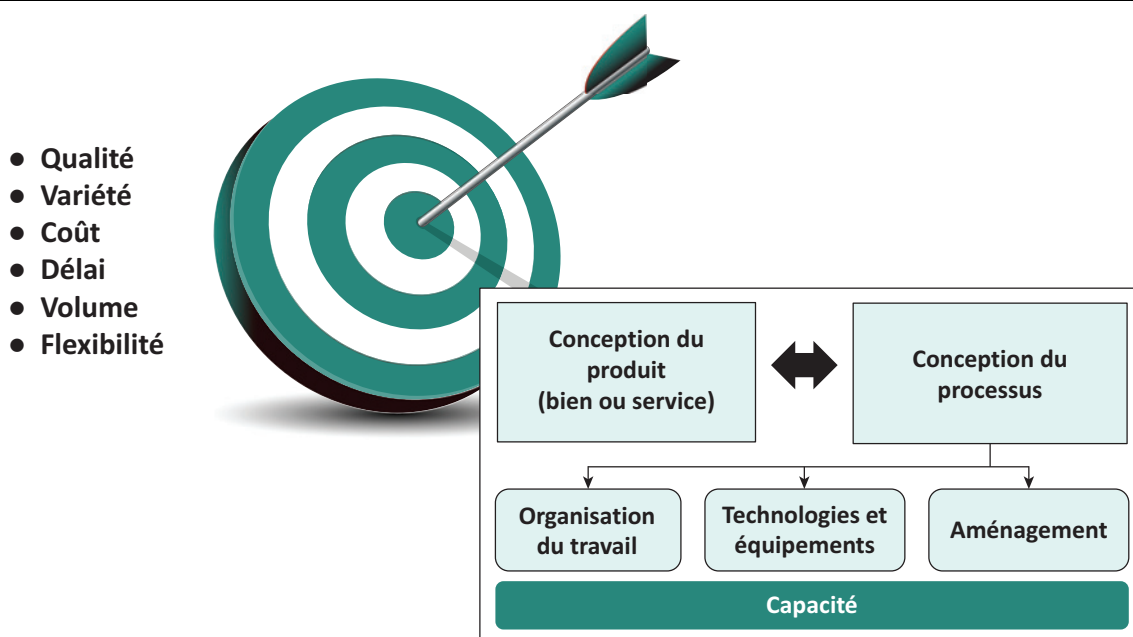 ● Qualité
● Variété
● Coût
● Délai
● Volume
● Flexibilité
Conception du
produit
(bien ou service)
Conception du
processus
Organisation
du travail
Technologies et
équipements
Aménagement
Capacité